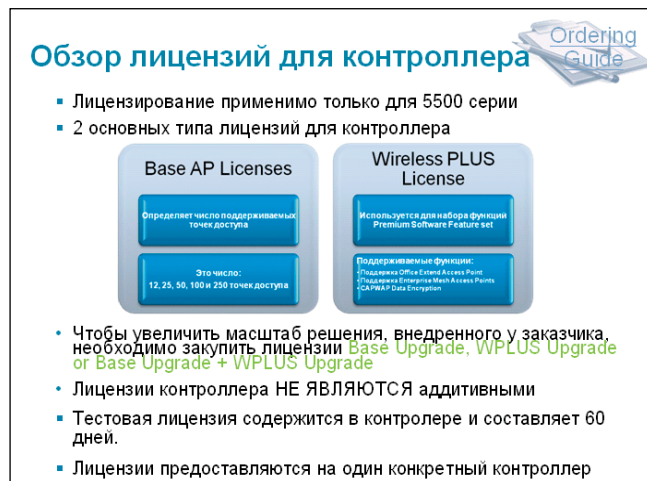 Ordering
Guide
Обзор лицензий для контроллера
Лицензирование применимо только для 5500 серии
2 основных типа лицензий для контроллера
Base AP Licenses
Определяет число поддерживаемых
точек доступа
Это число:
12, 25, 50, 100 и 250 точек доступа
Wireless PLUS
License
Используется для набора функций
Premium Software Feature set
Поддерживаемые функции:
• Поддержка Office Extend Access Point
• Поддержка Enterprise Mesh Access Points
• CAPWAP Data Encryption
• Чтобы увеличить масштаб решения, внедренного у заказчика,
необходимо закупить лицензии Base Upgrade, WPLUS Upgrade
or Base Upgrade + WPLUS Upgrade
• Лицензии контроллера НЕ ЯВЛЯЮТСЯ аддитивными
Тестовая лицензия содержится в контролере и составляет 60
дней.
Лицензии предоставляются на один конкретный контроллер